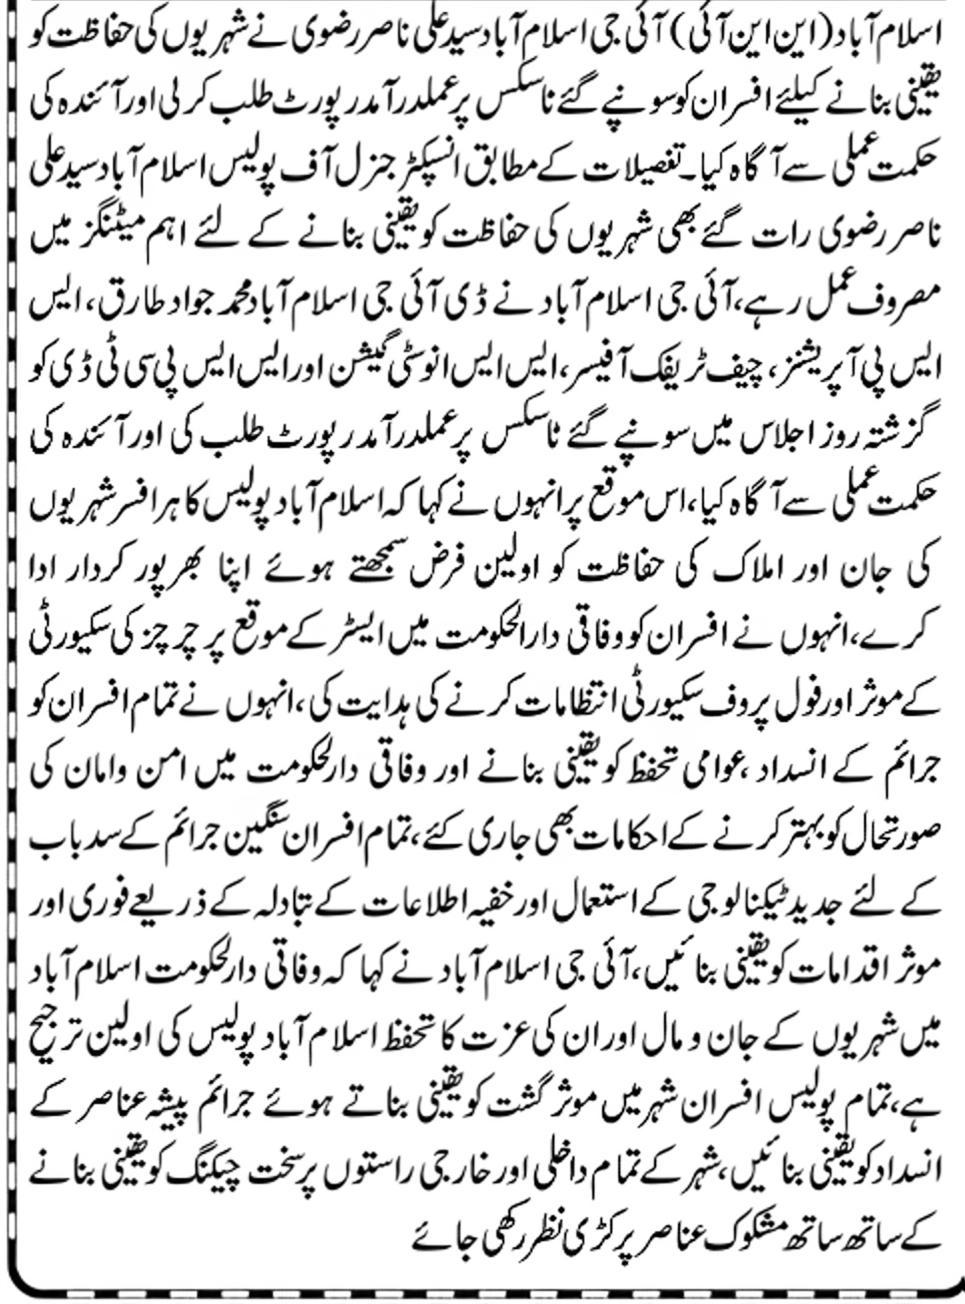 اسلام آباد (این این آئی) آئی جی اسلام آباد سید علی ناصر رضوی نے شہریوں کی حفاظت کو
یقینی بنانے کیلئے افسران کو سونپے گئے ٹاسکس پر عملدرآمد رپورٹ طلب کر لی اور آئندہ کی
حکمت عملی سے آگاہ کیا۔ تفصیلات کے مطابق انسپکٹر جنرل آف پولیس اسلام آباد سید علی
ناصر رضوی رات گئے بھی شہریوں کی حفاظت کو یقینی بنانے کے لئے اہم میٹنگز میں
مصروف عمل رہے، آئی جی اسلام آباد نے ڈی آئی جی اسلام آباد محمد جواد طارق، ایس
ایس پی آپریشنز، چیف ٹریفک آفیسر، ایس ایس انوسٹی گیشن اور ایس ایس پی سی ٹی ڈی کو
گزشتہ روز اجلاس میں سونپے گئے ٹاسکس پر عملدرآمد رپورٹ طلب کی اور آئندہ کی
حکمت عملی سے آگاہ کیا، اس موقع پر انہوں نے کہا کہ اسلام آباد پولیس کا ہر افسر شہریوں
کی جان اور املاک کی حفاظت کو اولین فرض سمجھتے ہوئے اپنا بھرپور کردار ادا
کرے، انہوں نے افسران کو وفاقی دارالحکومت میں ایسٹر کے موقع پر چرچز کی سکیورٹی
کے موثر اور فول پروف سکیورٹی انتظامات کرنے کی ہدایت کی، انہوں نے تمام افسران کو
جرائم کے انسداد، عوامی تحفظ کو یقینی بنانے اور وفاقی دارلحکومت میں امن وامان کی
صورتحال کو بہتر کرنے کے احکامات بھی جاری کئے، تمام افسران سنگین جرائم کے سدباب
کے لئے جدید ٹیکنالوجی کے استعمال اور خفیہ اطلاعات کے تبادلہ کے ذریعے فوری اور
موثر اقدامات کو یقینی بنائیں، آئی جی اسلام آباد نے کہا کہ وفاقی دارلحکومت اسلام آباد
میں شہریوں کے جان و مال اور ان کی عزت کا تحفظ اسلام آباد پولیس کی اولین ترجیح
ہے، تمام پولیس افسران شہر میں موثر گشت کو یقینی بناتے ہوئے جرائم پیشہ عناصر کے
انسداد کو یقینی بنائیں، شہر کے تمام داخلی اور خارجی راستوں پر سخت چیکنگ کو یقینی بنانے
کے ساتھ ساتھ مشکوک عناصر پر کڑی نظر رکھی جائے